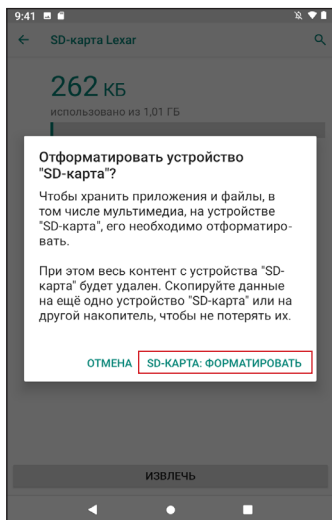 9:41
SD-карта Lexar
262 КБ
использовано из 1,01 ГБ
Отформатировать устройство
"SD-карта"?
Чтобы хранить приложения и файлы, в
том числе мультимедиа, на устройстве
"SD-карта", его необходимо отформатиро-
вать.
При этом весь контент с устройства "SD-
карта" будет удален. Скопируйте данные
на ещё одно устройство "SD-карта" или на
другой накопитель, чтобы не потерять их.
ОТМЕНА SD-КАРТА: ФОРМАТИРОВАТЬ
ИЗВЛЕЧЬ